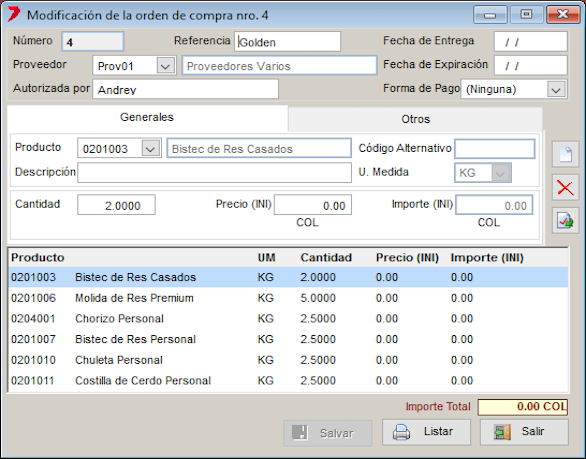 Modificación de la orden de compra nro. 4
Número 4 Referencia Golden Fecha de Entrega / /
Proveedor Prov01 Proveedores Varios Fecha de Expiración / /
Autorizada por Andrey Forma de Pago (Ninguna)
Generales Otros
Producto 0201003 Bistec de Res Casados Código Alternativo
Descripción U. Medida KG
Cantidad 2.0000 Precio (INI) 0.00 Importe (INI) 0.00
COL COL
Producto UM Cantidad Precio (INI) Importe (INI)
0201003 Bistec de Res Casados KG 2.0000 0.00 0.00
0201006 Molida de Res Premium KG 5.0000 0.00 0.00
0204001 Chorizo Personal KG 2.5000 0.00 0.00
0201007 Bistec de Res Personal KG 2.5000 0.00 0.00
0201010 Chuleta Personal KG 2.5000 0.00 0.00
0201011 Costilla de Cerdo Personal KG 2.5000 0.00 0.00
Importe Total 0.00 COL
Salvar Listar Salir